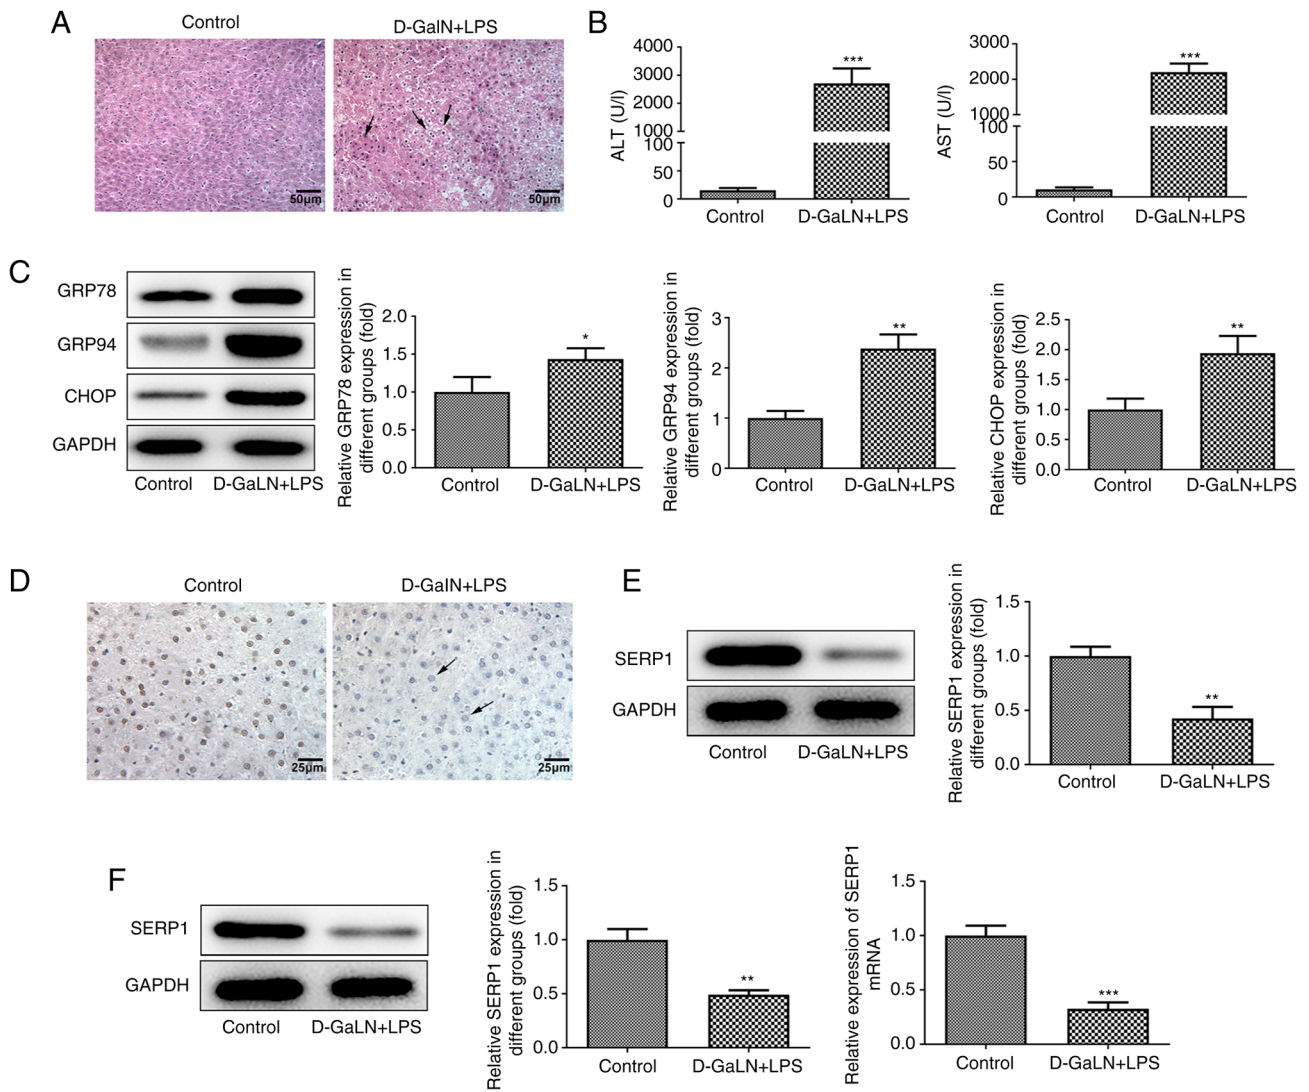 A
Control
D-GalN+LPS
50μm
50μm
B
ALT (U/l)
4000
3000
2000
1000
100
50
0
***
Control
D-GaLN+LPS
AST (U/l)
3000
2000
1000
100
50
0
***
Control
D-GaLN+LPS
C
GRP78
GRP94
CHOP
GAPDH
Control
D-GaLN+LPS
Relative GRP78 expression in
different groups (fold)
2.0
1.5
1.0
0.5
0.0
*
Control
D-GaLN+LPS
Relative GRP94 expression in
different groups (fold)
3
2
1
0
**
Control
D-GaLN+LPS
Relative CHOP expression in
different groups (fold)
2.5
2.0
1.5
1.0
0.5
0.0
**
Control
D-GaLN+LPS
D
Control
D-GalN+LPS
25μm
25μm
E
SERP1
GAPDH
Control
D-GaLN+LPS
Relative SERP1 expression in
different groups (fold)
1.5
1.0
0.5
0.0
**
Control
D-GaLN+LPS
F
SERP1
GAPDH
Control
D-GaLN+LPS
Relative SERP1 expression in
different groups (fold)
1.5
1.0
0.5
0.0
**
Control
D-GaLN+LPS
Relative expression of SERP1
mRNA
1.5
1.0
0.5
0.0
***
Control
D-GaLN+LPS